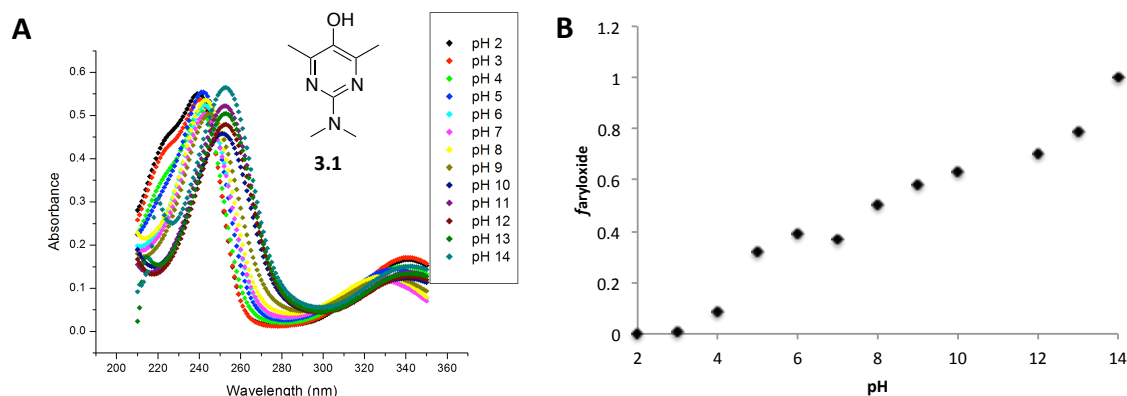 A
OH
N
N
N
3.1
Absorbance
0.6
0.5
0.4
0.3
0.2
0.1
0.0
200
220
240
260
280
300
320
340
360
Wavelength (nm)
pH 2
pH 3
pH 4
pH 5
pH 6
pH 7
pH 8
pH 9
pH 10
pH 11
pH 12
pH 13
pH 14
B
ƒaryloxide
1.2
1
0.8
0.6
0.4
0.2
0
2
4
6
8
10
12
14
pH